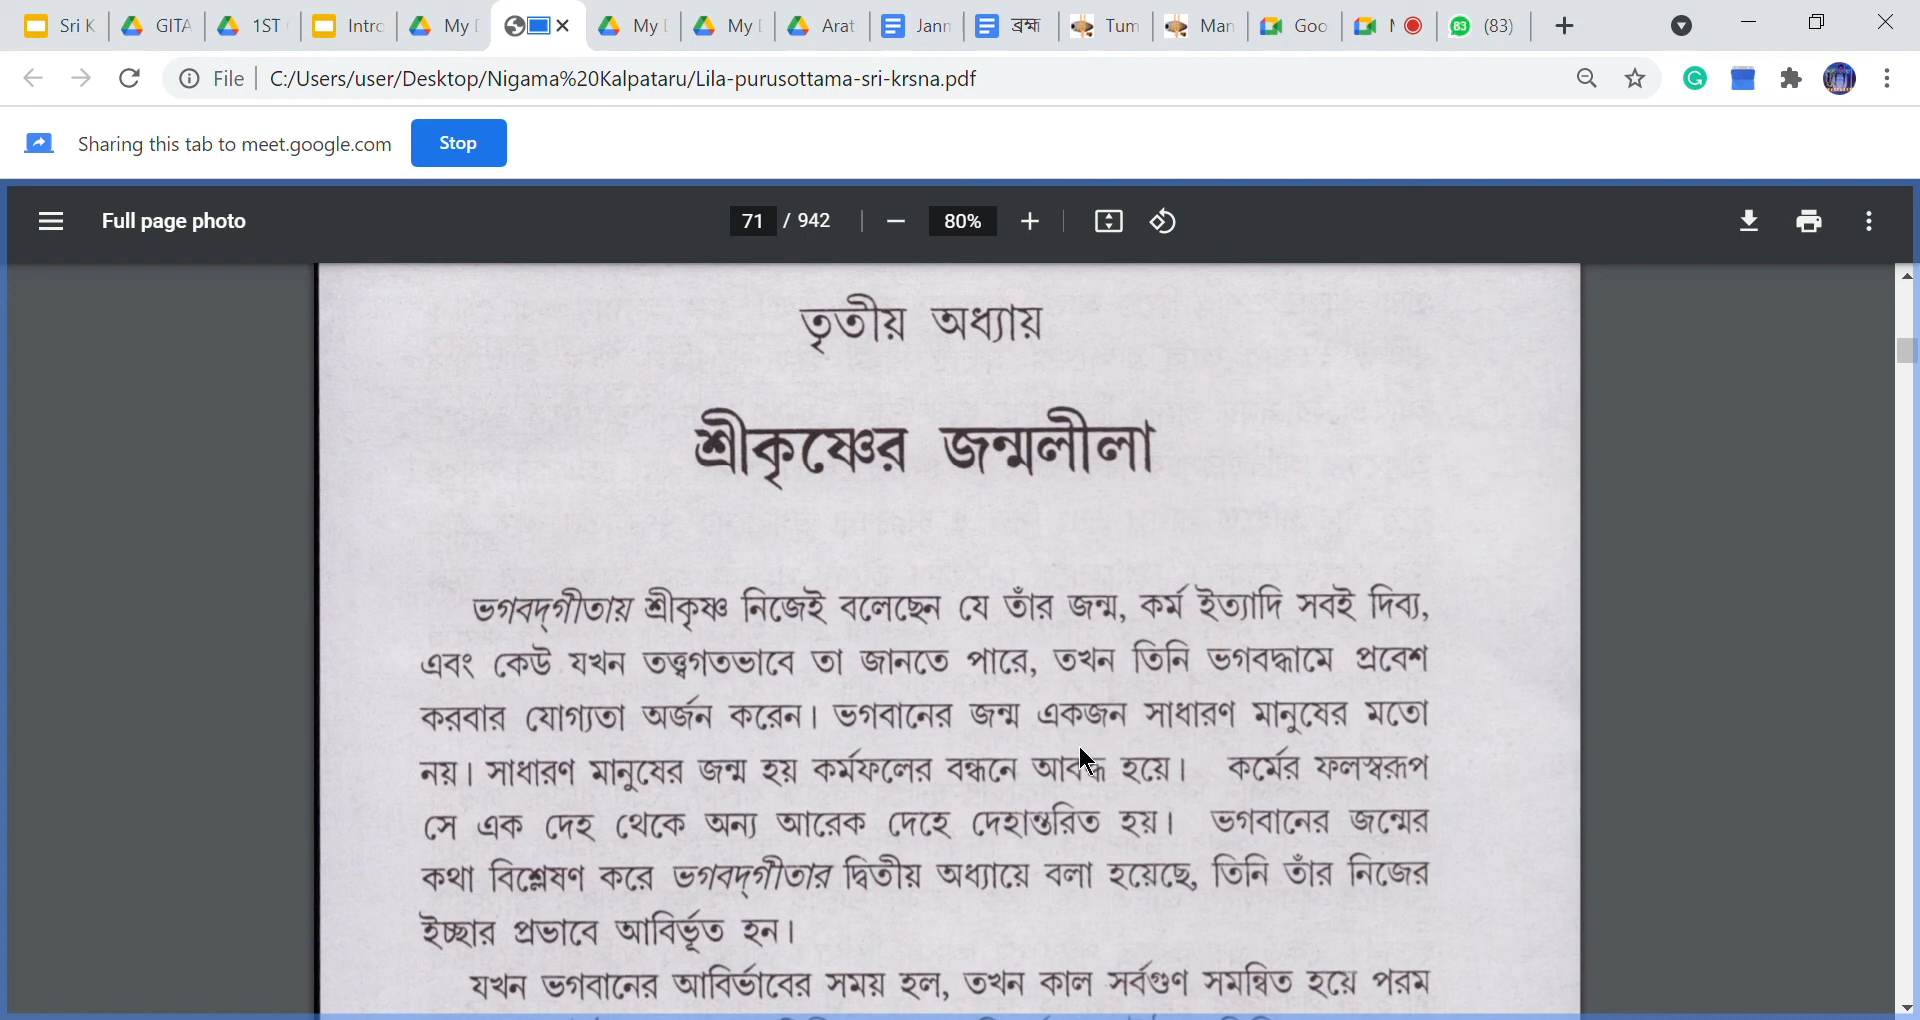 Sri K GITA 1ST Intro My My My Arat Jann ব্রহ্ম Tum Man Goo (83)
File C:/Users/user/Desktop/Nigama%20Kalpataru/Lila-purusottama-sri-krsna.pdf
Sharing this tab to meet.google.com Stop
Full page photo 71 / 942 80%
তৃতীয় অধ্যায়
শ্রীকৃষ্ণের জন্মলীলা
ভগবদ্‌গীতায় শ্রীকৃষ্ণ নিজেই বলেছেন যে তাঁর জন্ম, কর্ম ইত্যাদি সবই দিব্য,
এবং কেউ যখন তত্ত্বগতভাবে তা জানতে পারে, তখন তিনি ভগবদ্ধামে প্রবেশ
করবার যোগ্যতা অর্জন করেন। ভগবানের জন্ম একজন সাধারণ মানুষের মতো
নয়। সাধারণ মানুষের জন্ম হয় কর্মফলের বন্ধনে আবদ্ধ হয়ে। কর্মের ফলস্বরূপ
সে এক দেহ থেকে অন্য আরেক দেহে দেহান্তরিত হয়। ভগবানের জন্মের
কথা বিশ্লেষণ করে ভগবদ্‌গীতার দ্বিতীয় অধ্যায়ে বলা হয়েছে, তিনি তাঁর নিজের
ইচ্ছার প্রভাবে আবির্ভূত হন।
যখন ভগবানের আবির্ভাবের সময় হল, তখন কাল সর্বগুণ সমন্বিত হয়ে পরম